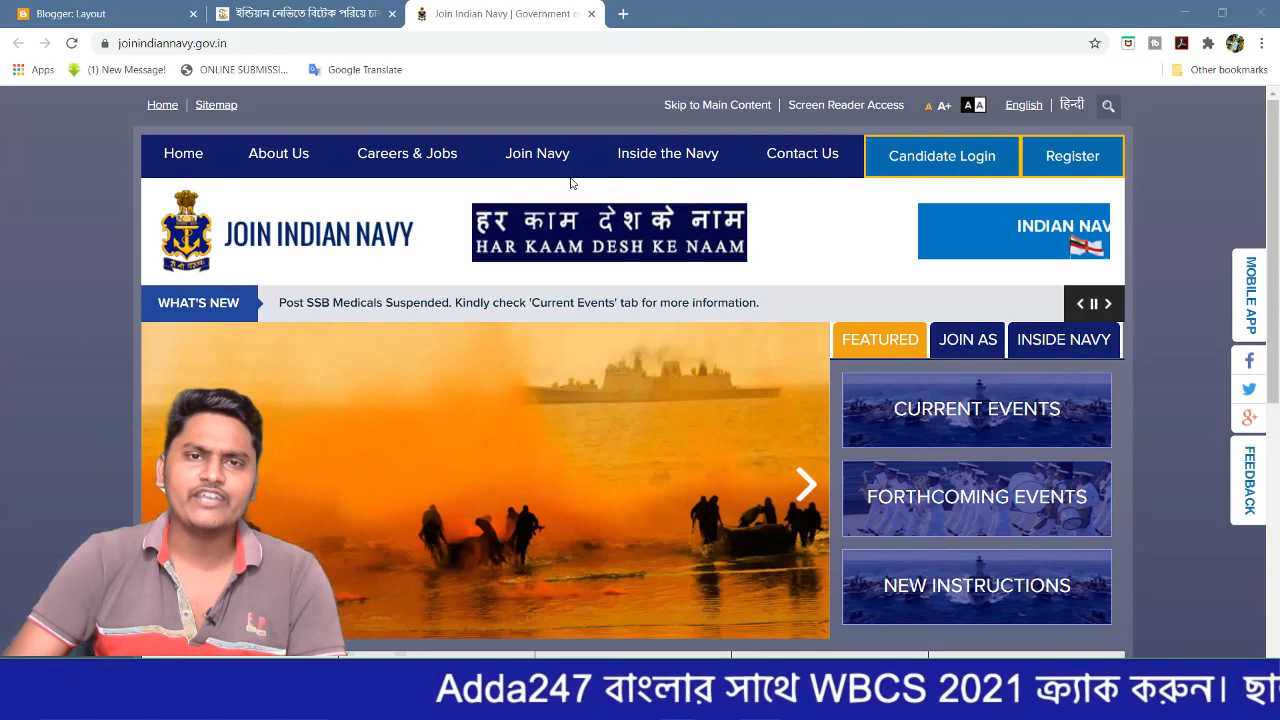 Blogger: Layout
ইন্ডিয়ান নেভিতে বিটেক পরিয়ে চা
Join Indian Navy | Government o
joinindiannavy.gov.in
Apps
(1) New Message!
ONLINE SUBMISSI...
Google Translate
Other bookmarks
Home
Sitemap
Skip to Main Content
Screen Reader Access
A
A+
A A
English
हिन्दी
Home
About Us
Careers & Jobs
Join Navy
Inside the Navy
Contact Us
Candidate Login
Register
JOIN INDIAN NAVY
हर काम देश के नाम
HAR KAAM DESH KE NAAM
INDIAN NAV
WHAT'S NEW
Post SSB Medicals Suspended. Kindly check 'Current Events' tab for more information.
FEATURED
JOIN AS
INSIDE NAVY
CURRENT EVENTS
FORTHCOMING EVENTS
NEW INSTRUCTIONS
MOBILE APP
FEEDBACK
Adda247 বাংলার সাথে WBCS 2021 ক্র্যাক করুন। ছা